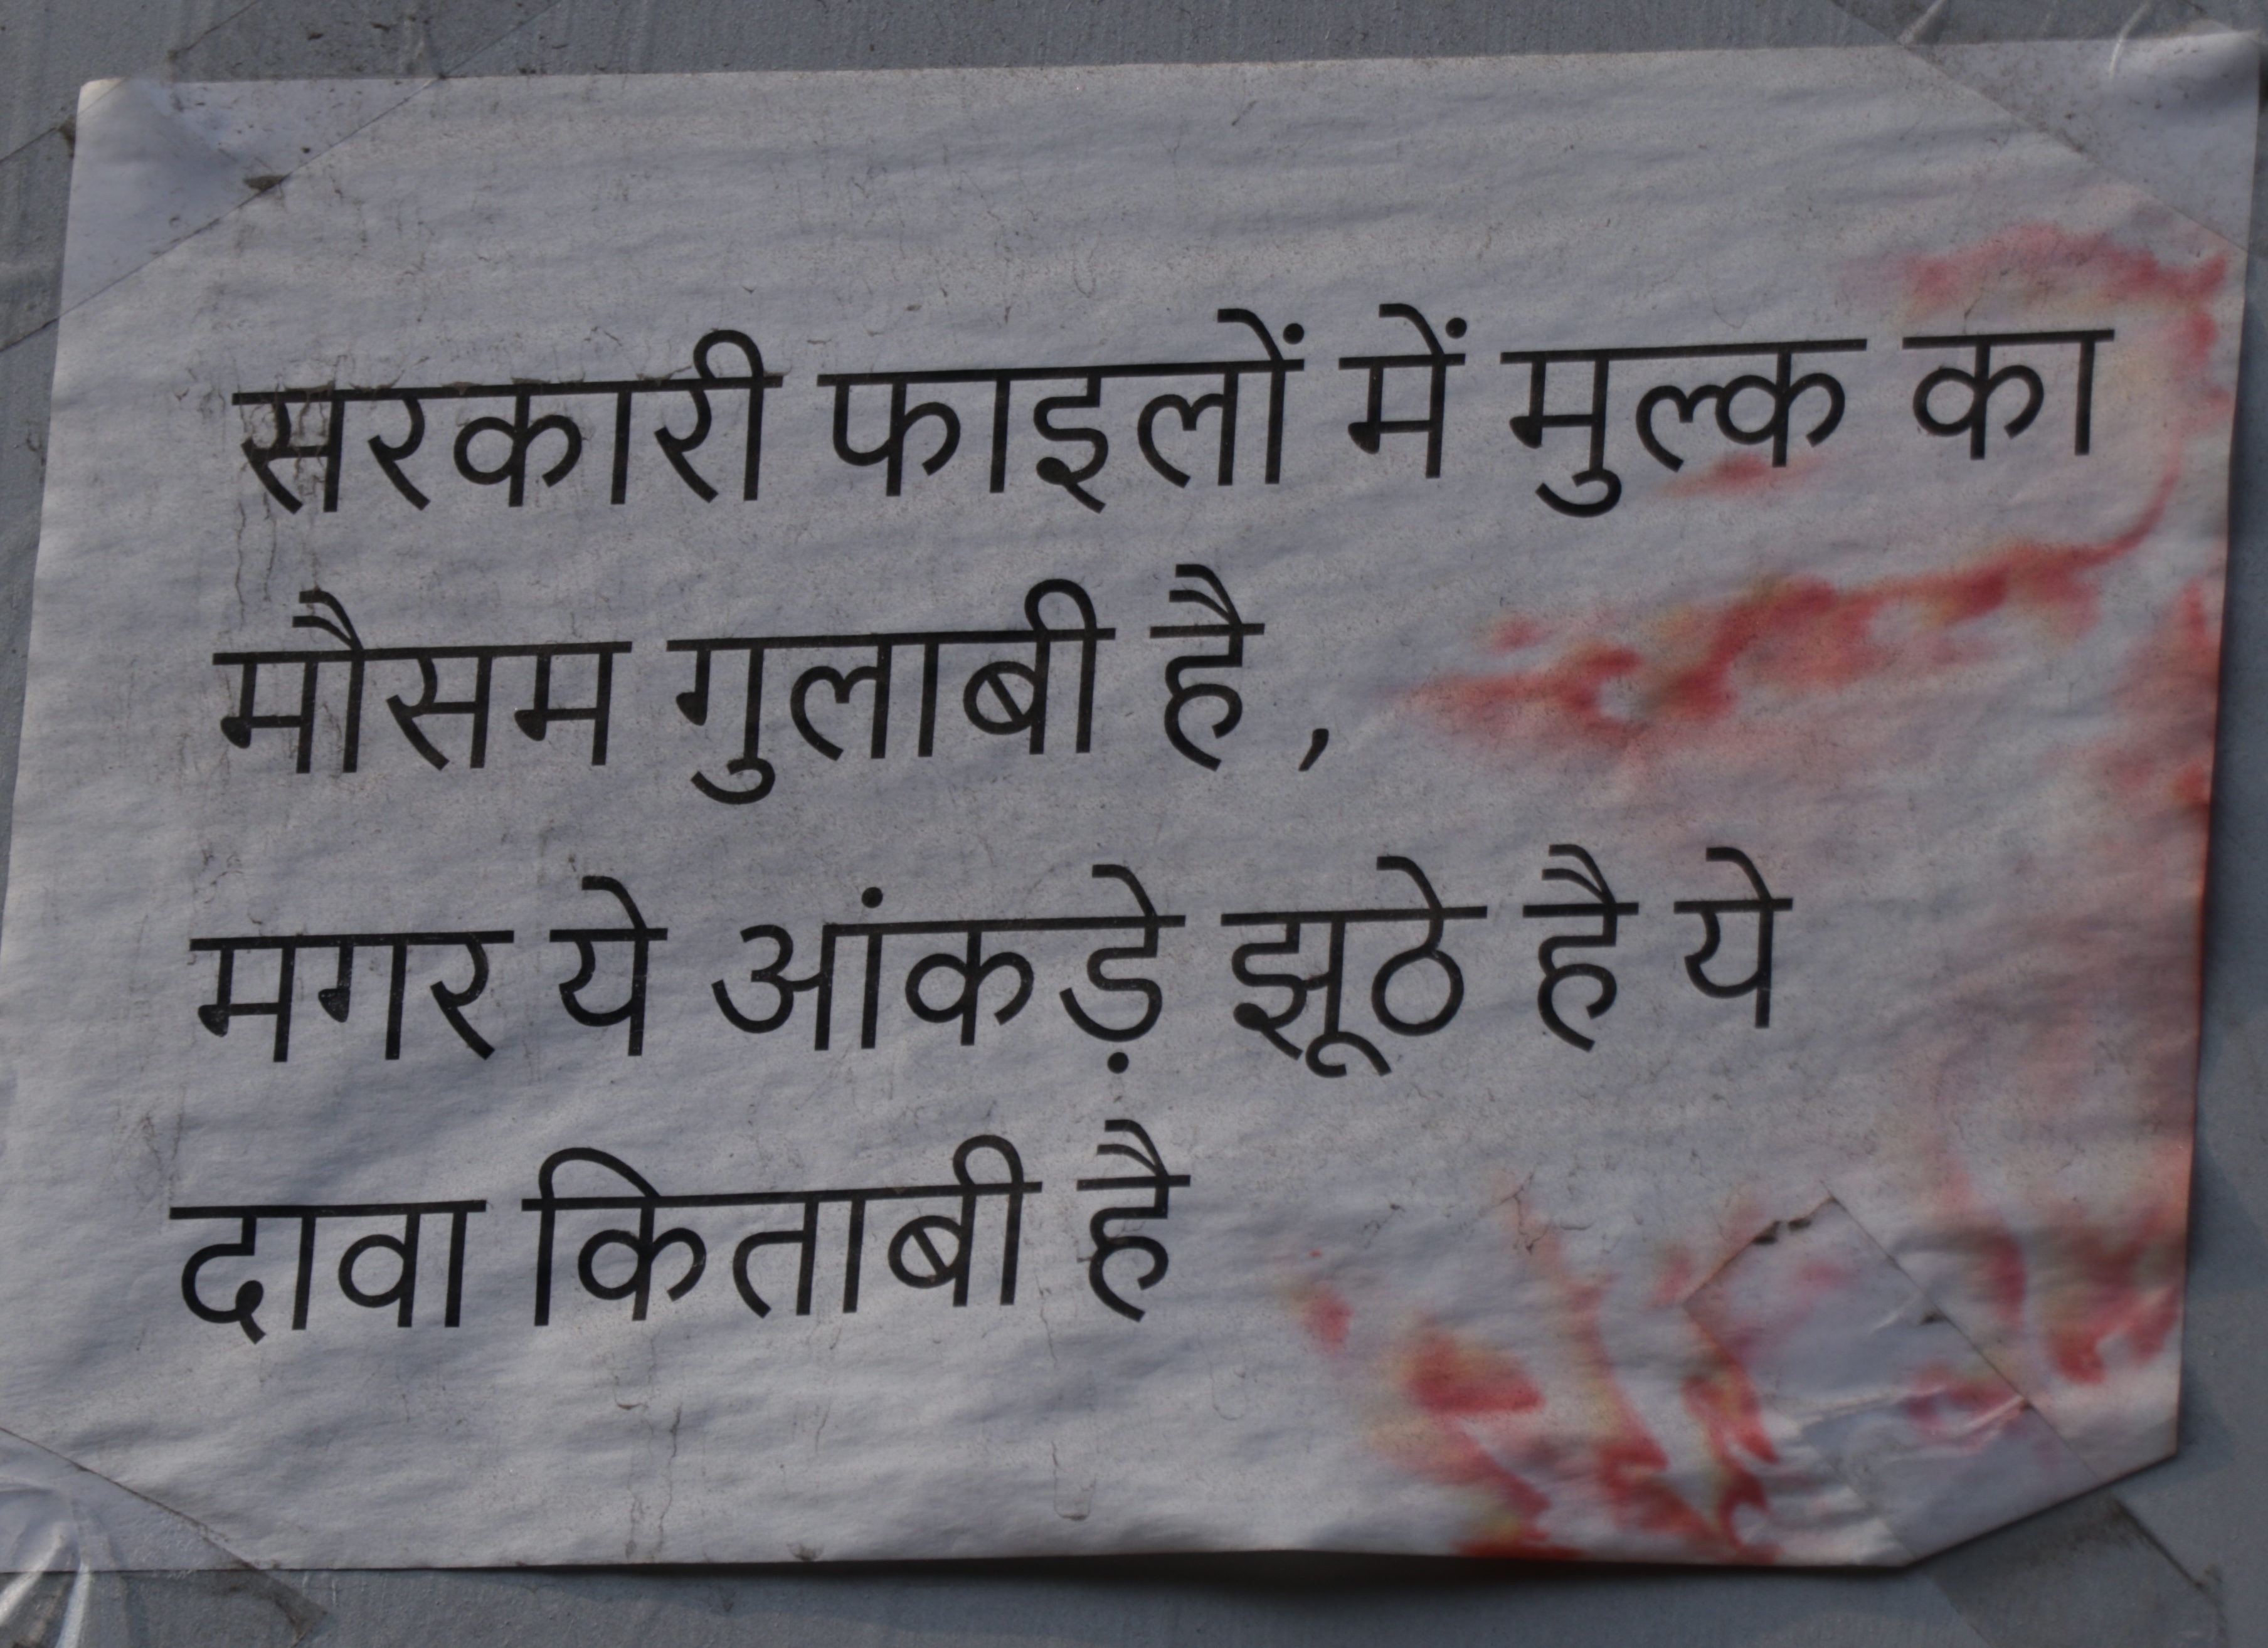 सरकारी फाइलों में मुल्क का
मौसम गुलाबी है ,
मगर ये आंकड़े झूठे है ये
दावा किताबी है